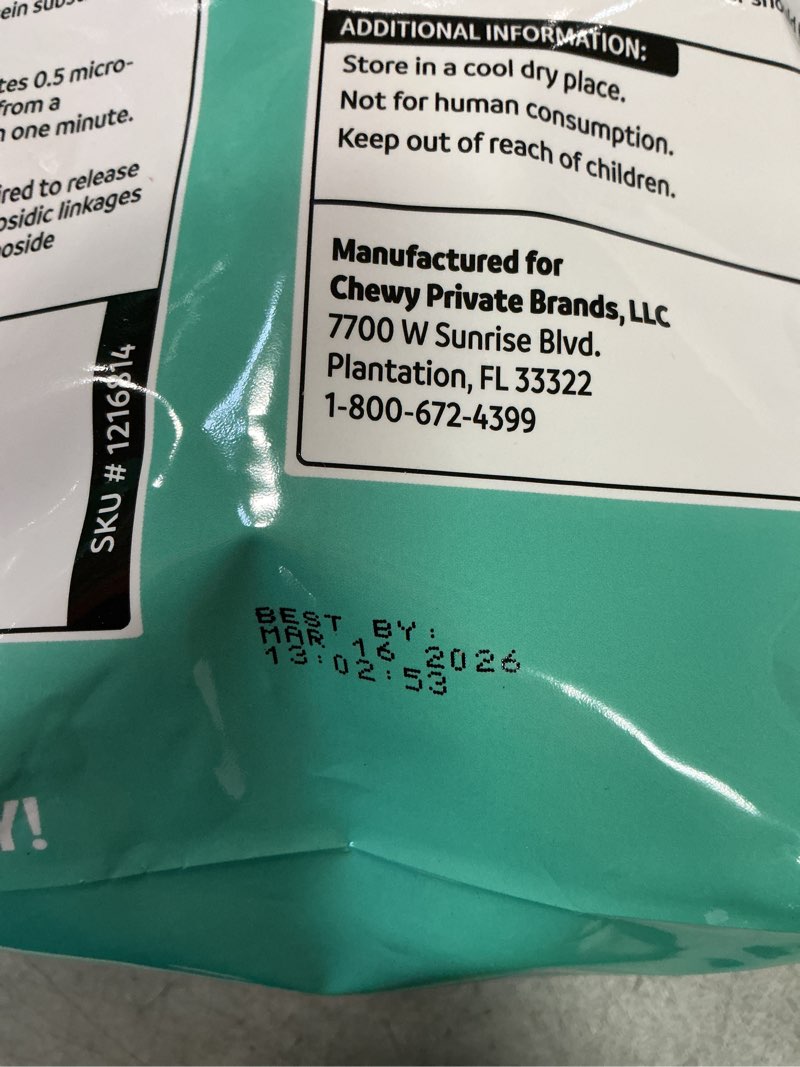 tes 0.5 micro-
from a
one minute.
ired to release
osidic linkages
oside
SKU # 1216814
Y!
ADDITIONAL INFORMATION:
Store in a cool dry place.
Not for human consumption.
Keep out of reach of children.
Manufactured for
Chewy Private Brands, LLC
7700 W Sunrise Blvd.
Plantation, FL 33322
1-800-672-4399
BEST BY:
MAR 16 2026
13:02:53